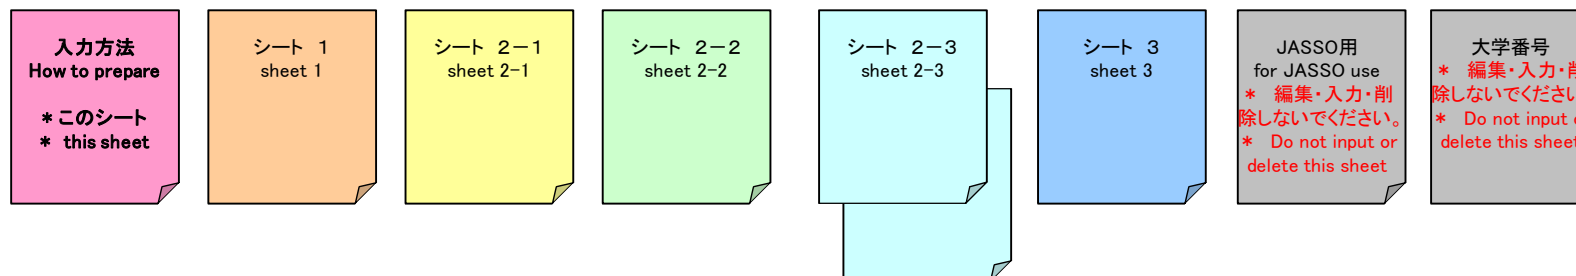 入力方法
How to prepare
* このシート
* this sheet
シート 1
sheet 1
シート 2-1
sheet 2-1
シート 2-2
sheet 2-2
シート 2-3
sheet 2-3
シート 3
sheet 3
JASSO用
for JASSO use
* 編集・入力・削
除しないでください。
* Do not input or
delete this sheet
大学番号
* 編集・入力・削
除しないでください
* Do not input
delete this sheet